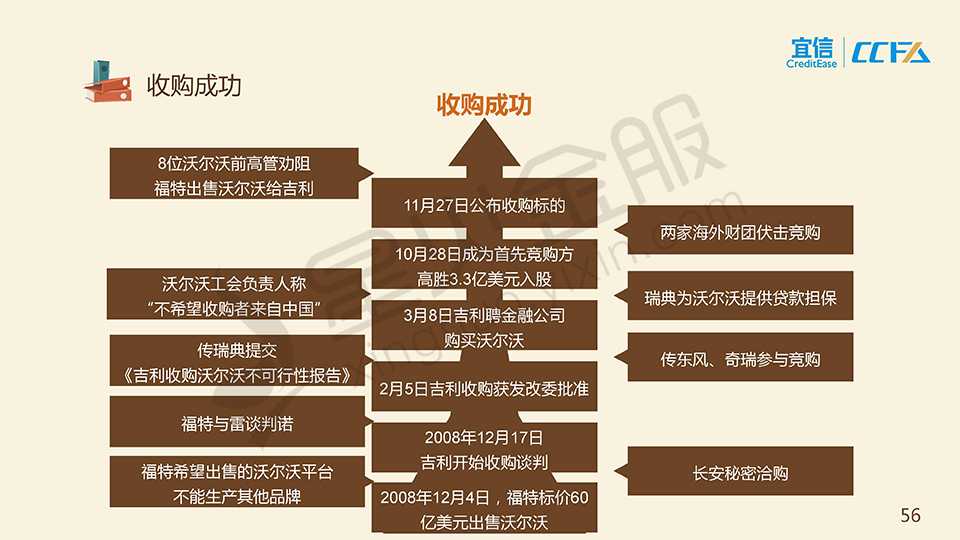 宜信
CreditEase
CCFA
收购成功
收购成功
8位沃尔沃前高管劝阻
福特出售沃尔沃给吉利
11月27日公布收购标的
两家海外财团伏击竞购
10月28日成为首先竞购方
高胜3.3亿美元入股
沃尔沃工会负责人称
“不希望收购者来自中国”
瑞典为沃尔沃提供贷款担保
3月8日吉利聘金融公司
购买沃尔沃
传瑞典提交
《吉利收购沃尔沃不可行性报告》
传东风、奇瑞参与竞购
2月5日吉利收购获发改委批准
福特与雷谈判诺
2008年12月17日
吉利开始收购谈判
福特希望出售的沃尔沃平台
不能生产其他品牌
长安秘密洽购
2008年12月4日，福特标价60
亿美元出售沃尔沃
56